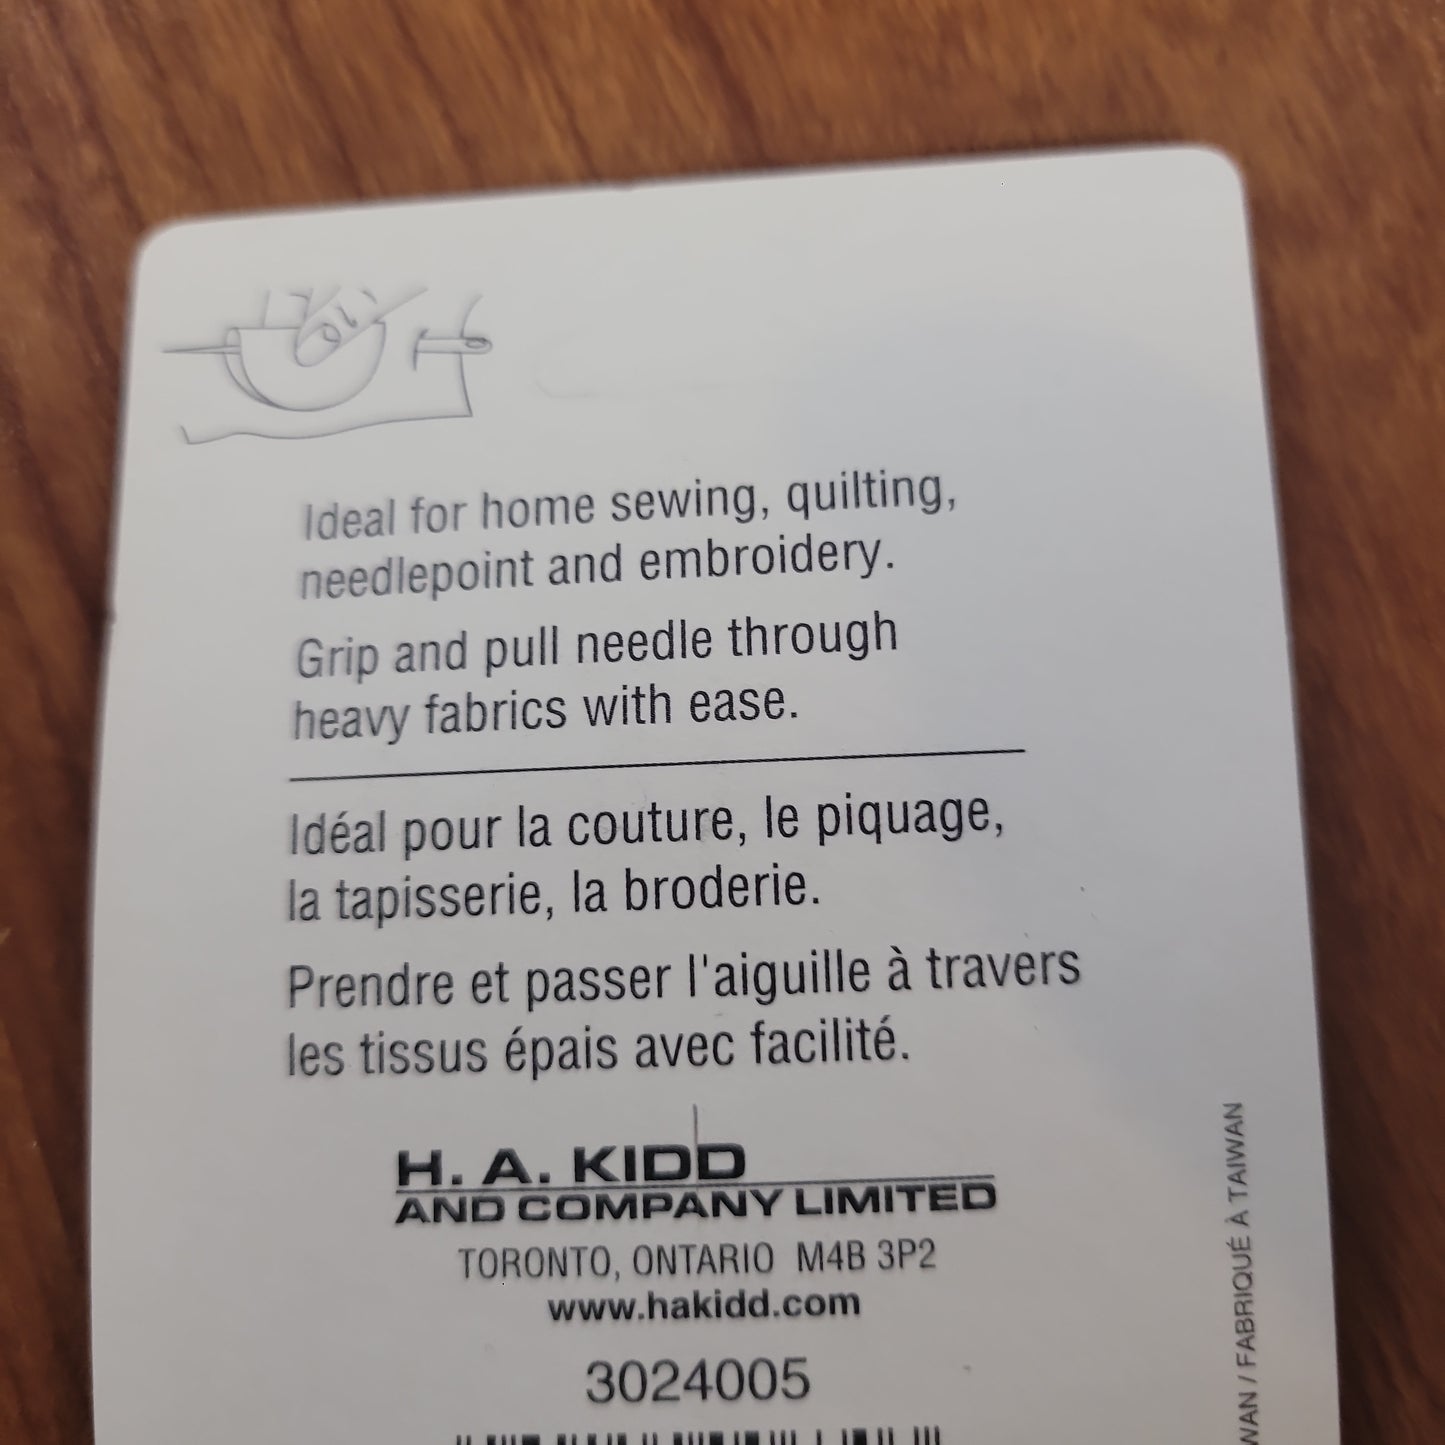 Ideal for home sewing, quilting,
needlepoint and embroidery.
Grip and pull needle through
heavy fabrics with ease.
Idéal pour la couture, le piquage,
la tapisserie, la broderie.
Prendre et passer l'aiguille à travers
les tissus épais avec facilité.
H. A. KIDD
AND COMPANY LIMITED
TORONTO, ONTARIO M4B 3P2
www.hakidd.com
3024005
/ FABRIQUÉ À TAIWAN